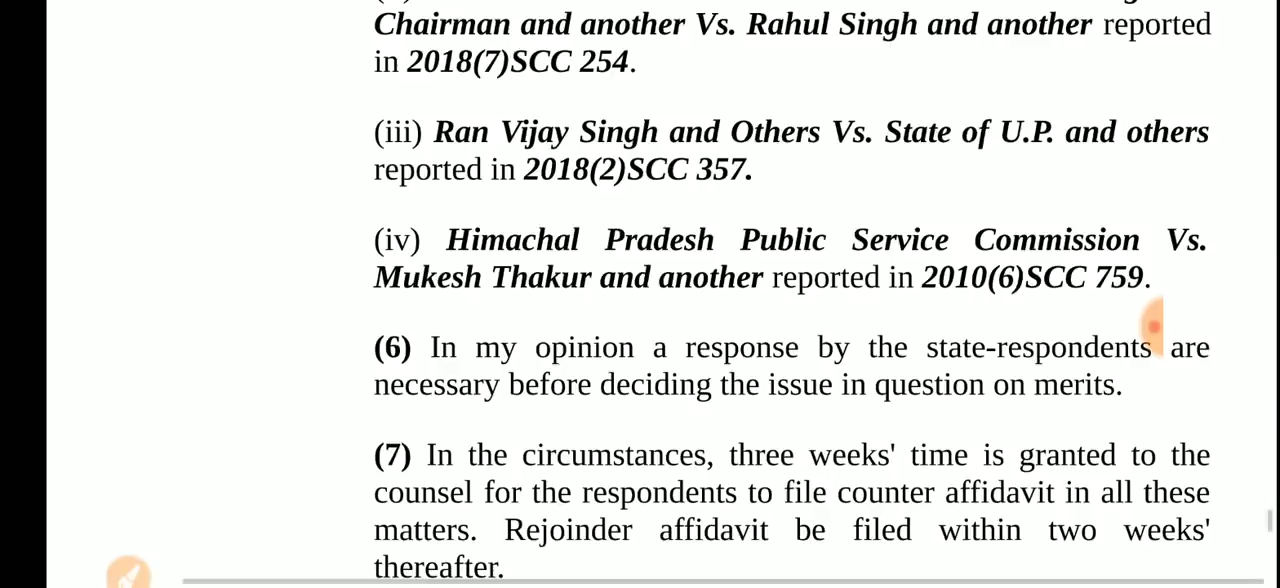 Chairman and another Vs. Rahul Singh and another reported
in 2018(7)SCC 254.
(iii) Ran Vijay Singh and Others Vs. State of U.P. and others
reported in 2018(2)SCC 357.
(iv) Himachal Pradesh Public Service Commission Vs.
Mukesh Thakur and another reported in 2010(6)SCC 759.
(6) In my opinion a response by the state-respondents are
necessary before deciding the issue in question on merits.
(7) In the circumstances, three weeks' time is granted to the
counsel for the respondents to file counter affidavit in all these
matters. Rejoinder affidavit be filed within two weeks'
thereafter.